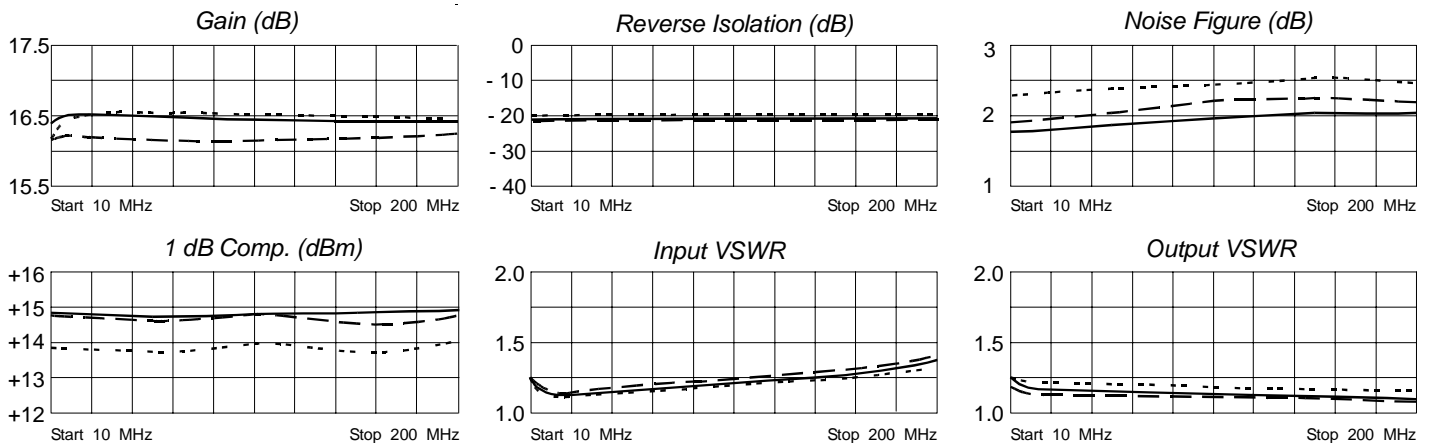 Gain (dB)
17.5
16.5
15.5
Start 10 MHz Stop 200 MHz
Reverse Isolation (dB)
0
- 10
- 20
- 30
- 40
Start 10 MHz Stop 200 MHz
Noise Figure (dB)
3
2
1
Start 10 MHz Stop 200 MHz
1 dB Comp. (dBm)
+16
+15
+14
+13
+12
Start 10 MHz Stop 200 MHz
Input VSWR
2.0
1.5
1.0
Start 10 MHz Stop 200 MHz
Output VSWR
2.0
1.5
1.0
Start 10 MHz Stop 200 MHz